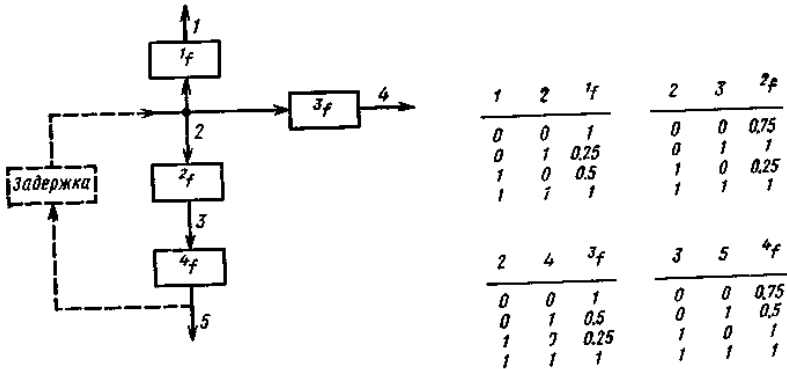 1
¹f
³f
4
2
Задержка
²f
3
⁴f
5
1 2 ¹f
0 0 1
0 1 0,25
1 0 0.5
1 1 1
2 3 ²f
0 0 0,75
0 1 1
1 0 0.25
1 1 1
2 4 ³f
0 0 1
0 1 0.5
1 0 0.25
1 1 1
3 5 ⁴f
0 0 0,75
0 1 0,5
1 0 1
1 1 1